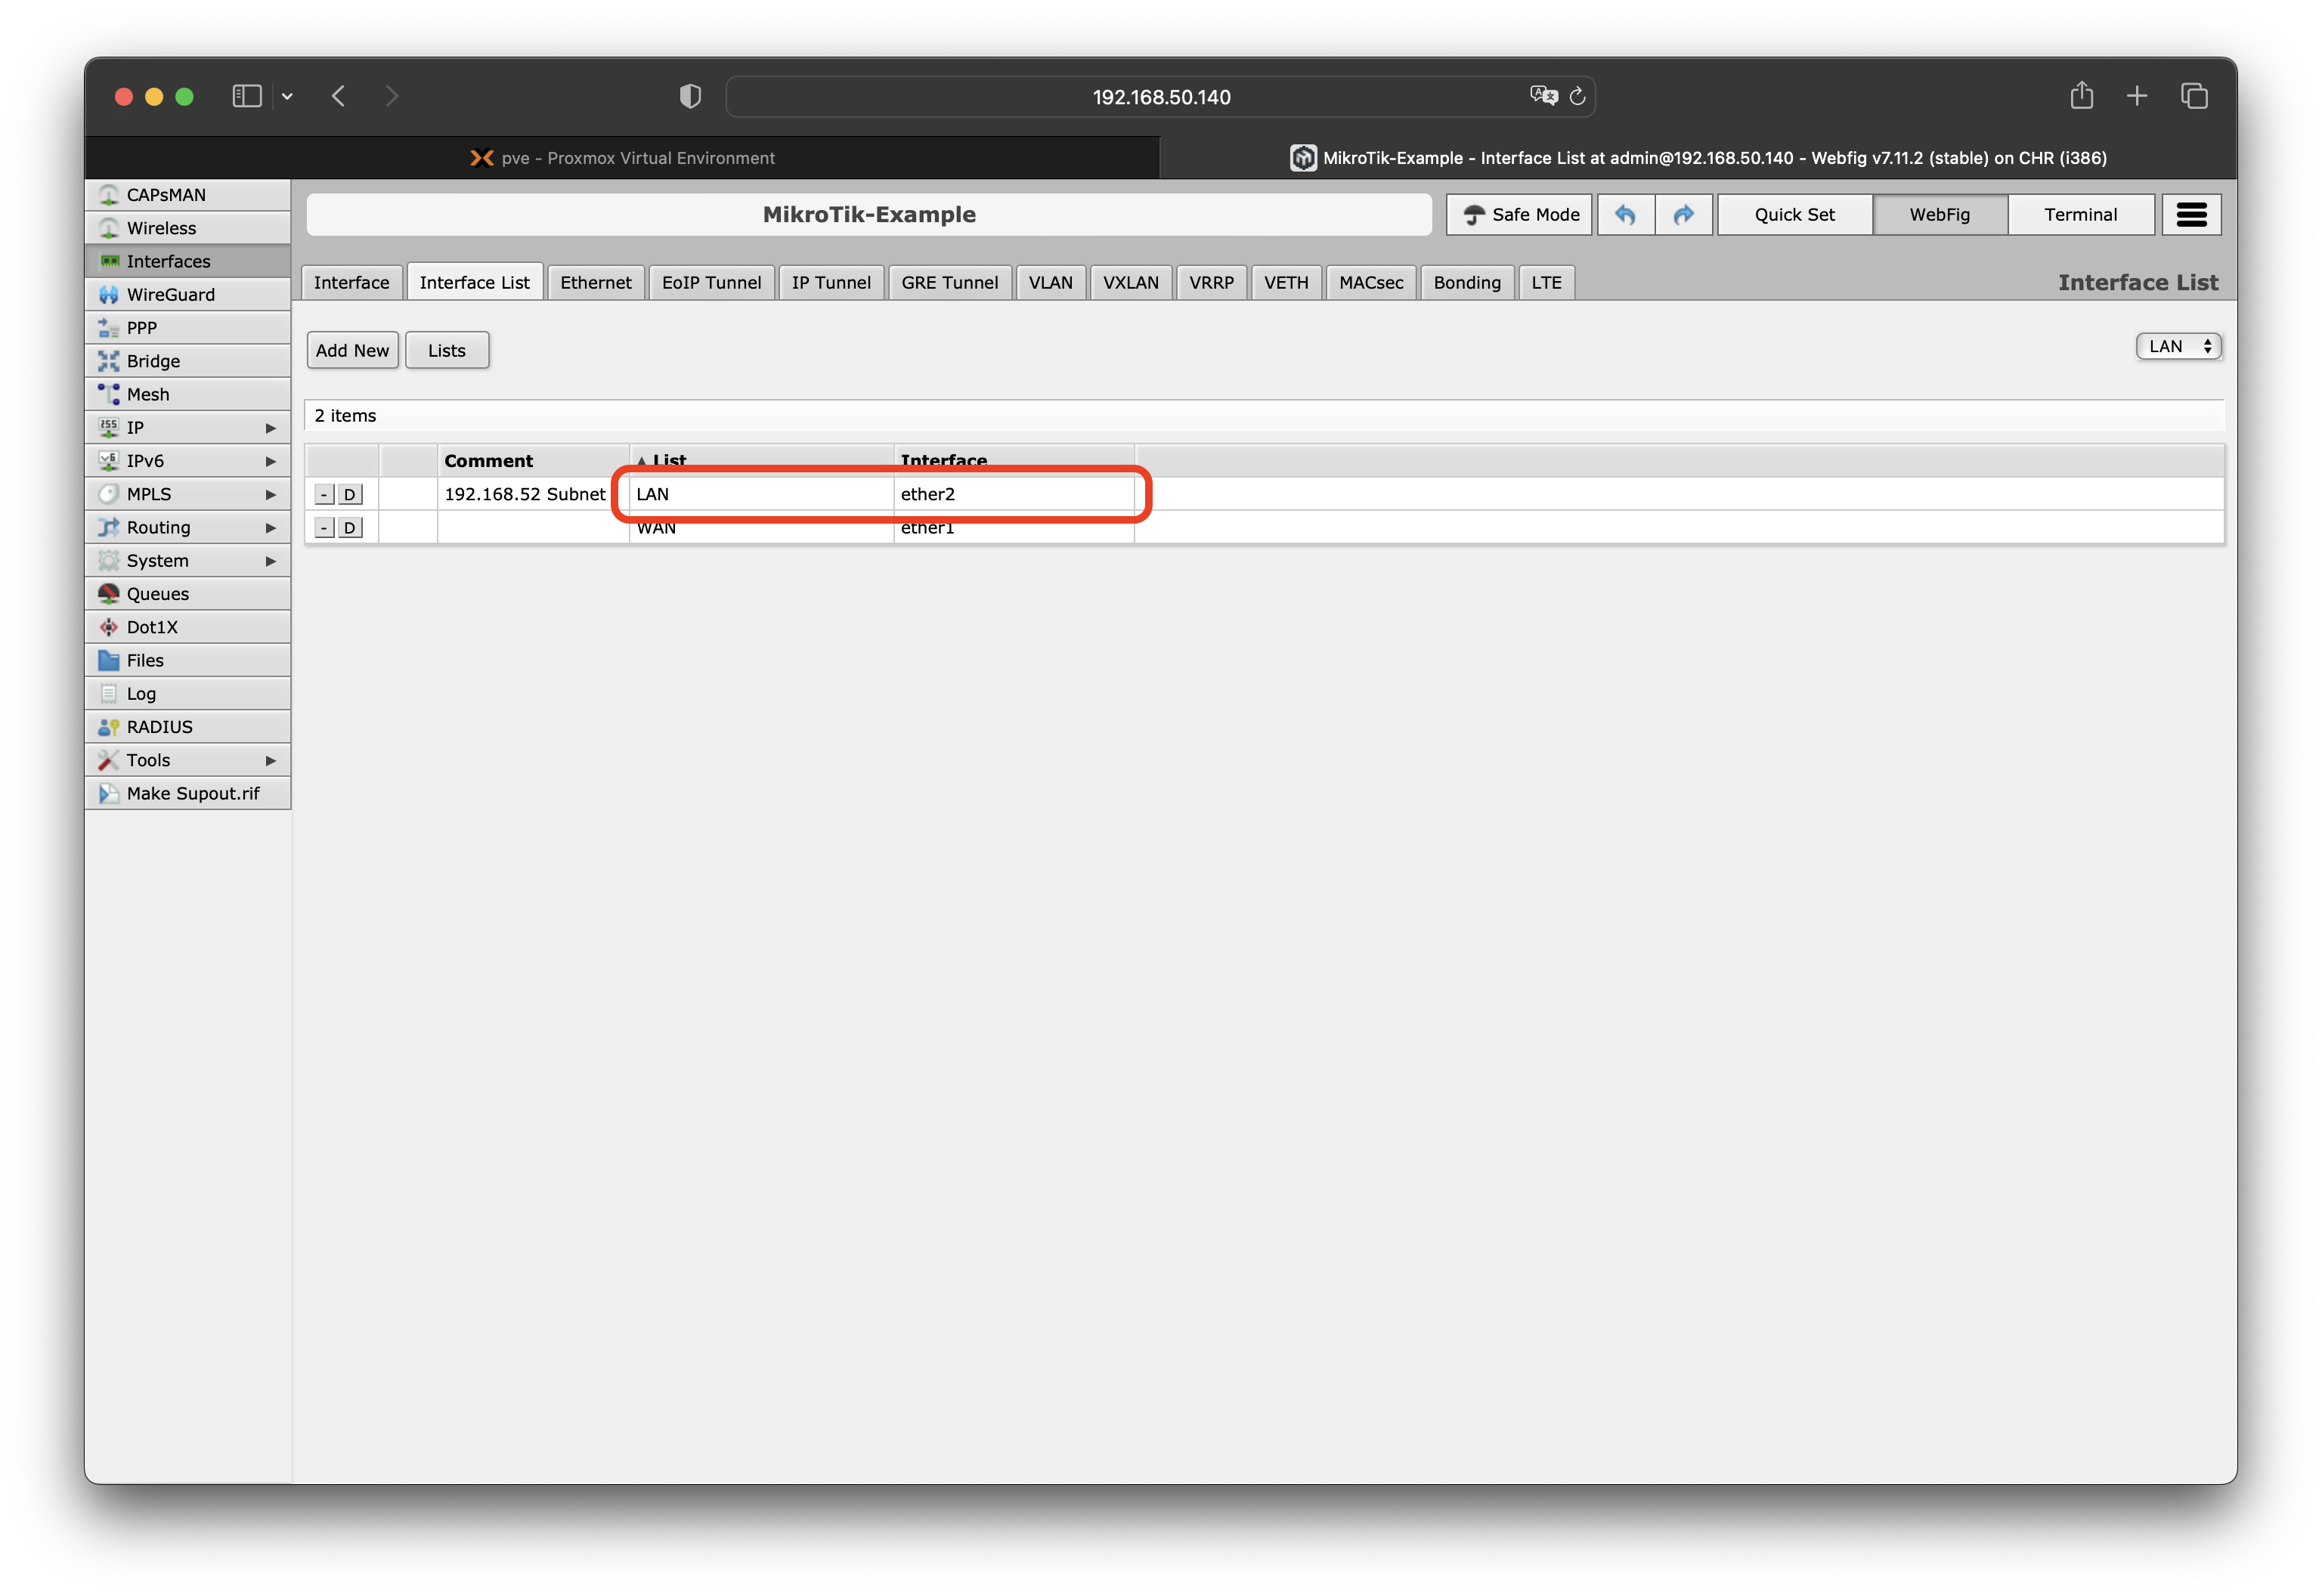 192.168.50.140
pve - Proxmox Virtual Environment
MikroTik-Example - Interface List at admin@192.168.50.140 - Webfig v7.11.2 (stable) on CHR (i386)
CAPsMAN
Wireless
Interfaces
WireGuard
PPP
Bridge
Mesh
IP
IPv6
MPLS
Routing
System
Queues
Dot1X
Files
Log
RADIUS
Tools
Make Supout.rif
MikroTik-Example
Safe Mode
Quick Set
WebFig
Terminal
Interface
Interface List
Ethernet
EoIP Tunnel
IP Tunnel
GRE Tunnel
VLAN
VXLAN
VRRP
VETH
MACsec
Bonding
LTE
Interface List
Add New
Lists
LAN
2 items
Comment ▲ List Interface
- D 192.168.52 Subnet LAN ether2
- D WAN ether1